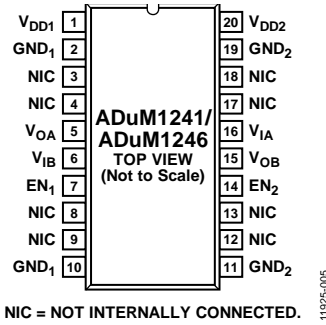 VDD1 1 20 VDD2
GND1 2 19 GND2
NIC 3 18 NIC
NIC 4 17 NIC
VOA 5 16 VIA
VIB 6 15 VOB
EN1 7 14 EN2
NIC 8 13 NIC
NIC 9 12 NIC
GND1 10 11 GND2
ADuM1241/
ADuM1246
TOP VIEW
(Not to Scale)
NIC = NOT INTERNALLY CONNECTED.
11925-005